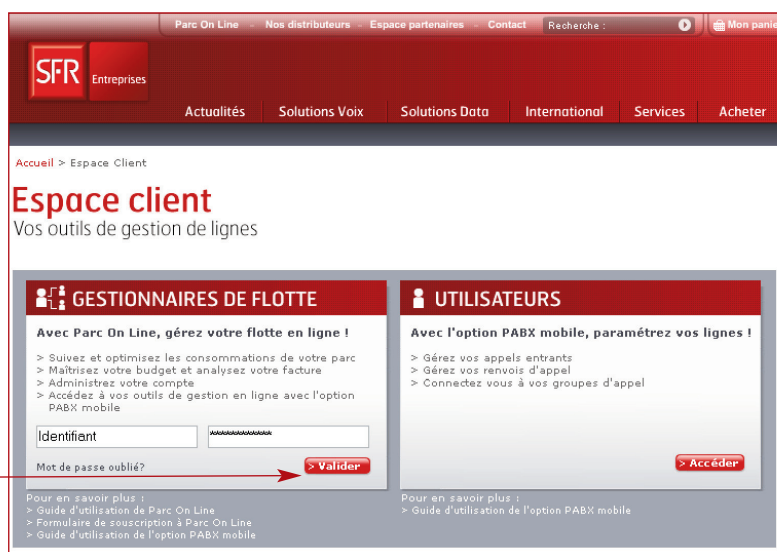 Parc On Line - Nos distributeurs - Espace partenaires - Contact Recherche : Mon panie
SFR Entreprises
Actualités Solutions Voix Solutions Data International Services Acheter
Accueil > Espace Client
Espace client
Vos outils de gestion de lignes
GESTIONNAIRES DE FLOTTE
Avec Parc On Line, gérez votre flotte en ligne !
> Suivez et optimisez les consommations de votre parc
> Maîtrisez votre budget et analysez votre facture
> Administrez votre compte
> Accédez à vos outils de gestion en ligne avec l'option
PABX mobile
Identifiant *************
Mot de passe oublié? > Valider
Pour en savoir plus :
> Guide d'utilisation de Parc On Line
> Formulaire de souscription à Parc On Line
> Guide d'utilisation de l'option PABX mobile
UTILISATEURS
Avec l'option PABX mobile, paramétrez vos lignes !
> Gérez vos appels entrants
> Gérez vos renvois d'appel
> Connectez vous à vos groupes d'appel
> Accéder
Pour en savoir plus :
> Guide d'utilisation de l'option PABX mobile